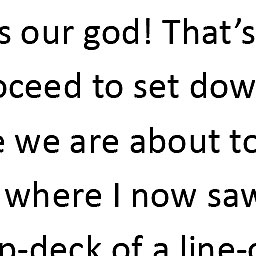 s our god! That’s
oceed to set dow
e we are about to
where I now saw
p-deck of a line-o